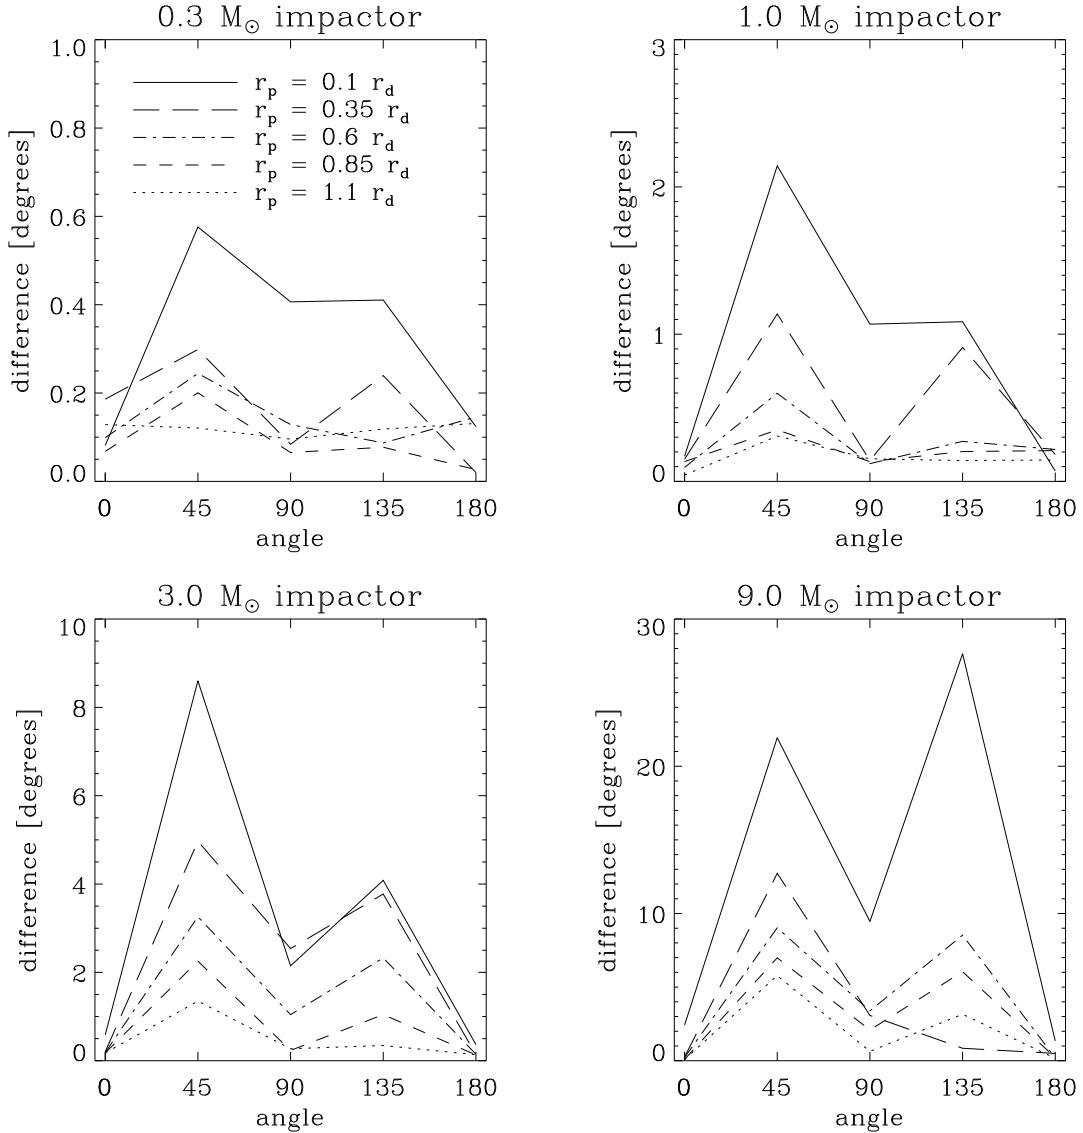 0.3 M☉ impactor
1.0
0.8
0.6
0.4
0.2
0.0
difference [degrees]
r_p = 0.1 r_d
r_p = 0.35 r_d
r_p = 0.6 r_d
r_p = 0.85 r_d
r_p = 1.1 r_d
0 45 90 135 180
angle
1.0 M☉ impactor
3
2
1
0
difference [degrees]
0 45 90 135 180
angle
3.0 M☉ impactor
10
8
6
4
2
0
difference [degrees]
0 45 90 135 180
angle
9.0 M☉ impactor
30
20
10
0
difference [degrees]
0 45 90 135 180
angle